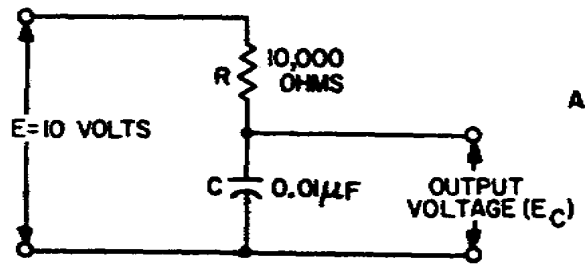 10,000
R OHMS
A
E=10 VOLTS
C 0.01µF
OUTPUT
VOLTAGE (EC)